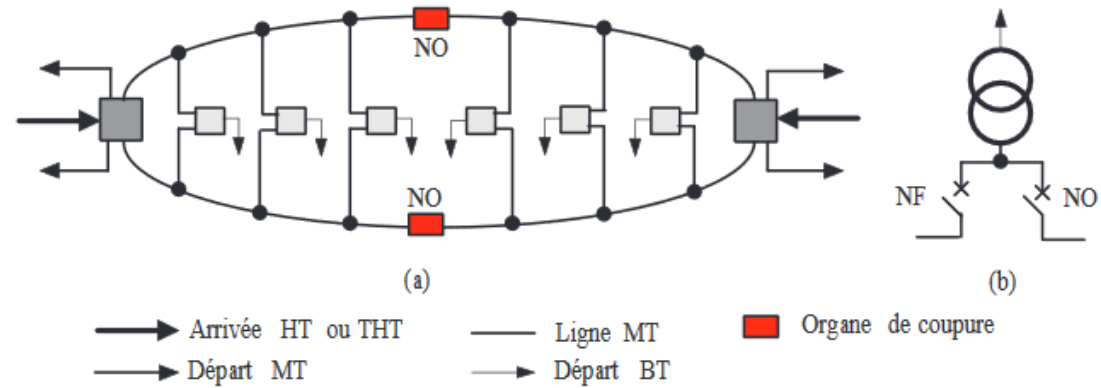 NO
NO
(a)
NF
NO
(b)
Arrivée HT ou THT
Ligne MT
Organe de coupure
Départ MT
Départ BT